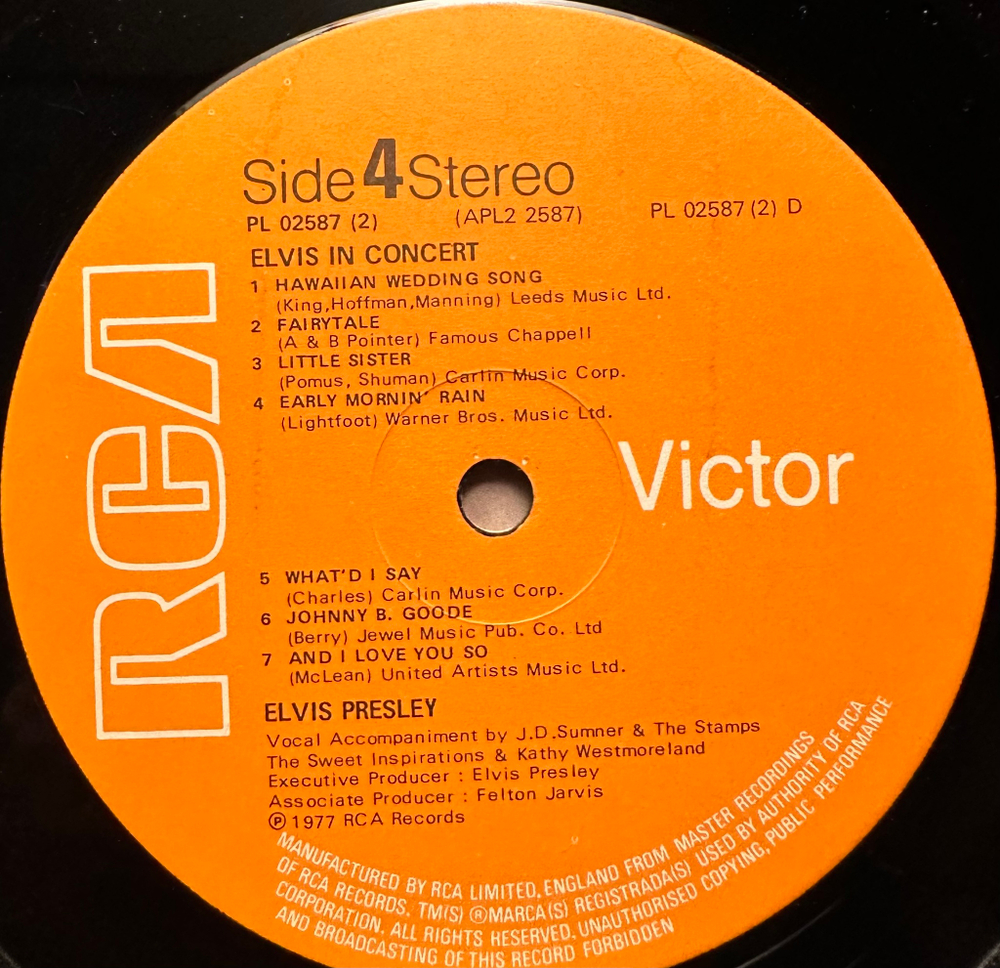 Side 4 Stereo
PL 02587 (2) (APL2 2587) PL 02587 (2) D
ELVIS IN CONCERT
1 HAWAIIAN WEDDING SONG
(King,Hoffman,Manning) Leeds Music Ltd.
2 FAIRYTALE
(A & B Pointer) Famous Chappell
3 LITTLE SISTER
(Pomus, Shuman) Carlin Music Corp.
4 EARLY MORNIN' RAIN
(Lightfoot) Warner Bros. Music Ltd.
RCA
Victor
5 WHAT'D I SAY
(Charles) Carlin Music Corp.
6 JOHNNY B. GOODE
(Berry) Jewel Music Pub. Co. Ltd
7 AND I LOVE YOU SO
(McLean) United Artists Music Ltd.
ELVIS PRESLEY
Vocal Accompaniment by J.D.Sumner & The Stamps
The Sweet Inspirations & Kathy Westmoreland
Executive Producer : Elvis Presley
Associate Producer : Felton Jarvis
℗ 1977 RCA Records
MANUFACTURED BY RCA LIMITED, ENGLAND FROM MASTER RECORDINGS
OF RCA RECORDS. TM(S) ® MARCA(S) REGISTRADA(S) USED BY AUTHORITY OF RCA
CORPORATION. ALL RIGHTS RESERVED. UNAUTHORISED COPYING, PUBLIC PERFORMANCE
AND BROADCASTING OF THIS RECORD FORBIDDEN